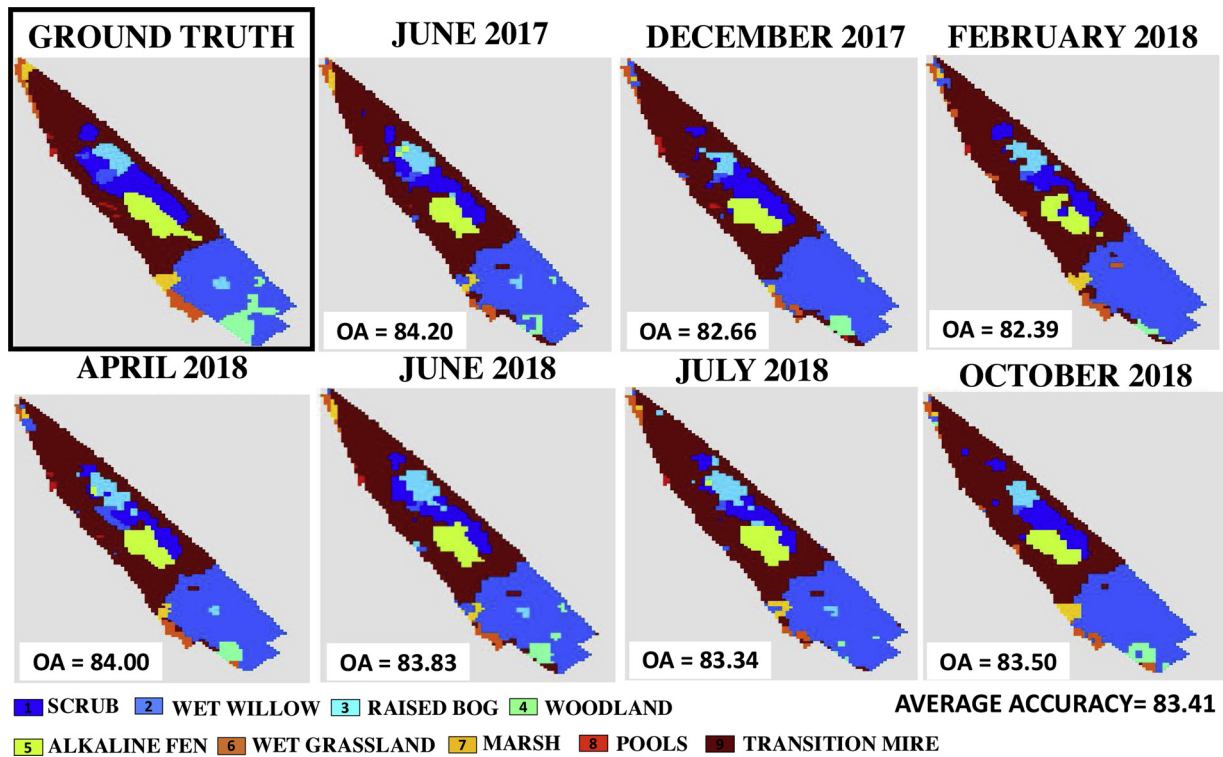 GROUND TRUTH
JUNE 2017
DECEMBER 2017
FEBRUARY 2018
OA = 84.20
OA = 82.66
OA = 82.39
APRIL 2018
JUNE 2018
JULY 2018
OCTOBER 2018
OA = 84.00
OA = 83.83
OA = 83.34
OA = 83.50
1 SCRUB 2 WET WILLOW 3 RAISED BOG 4 WOODLAND
AVERAGE ACCURACY= 83.41
5 ALKALINE FEN 6 WET GRASSLAND 7 MARSH 8 POOLS 9 TRANSITION MIRE